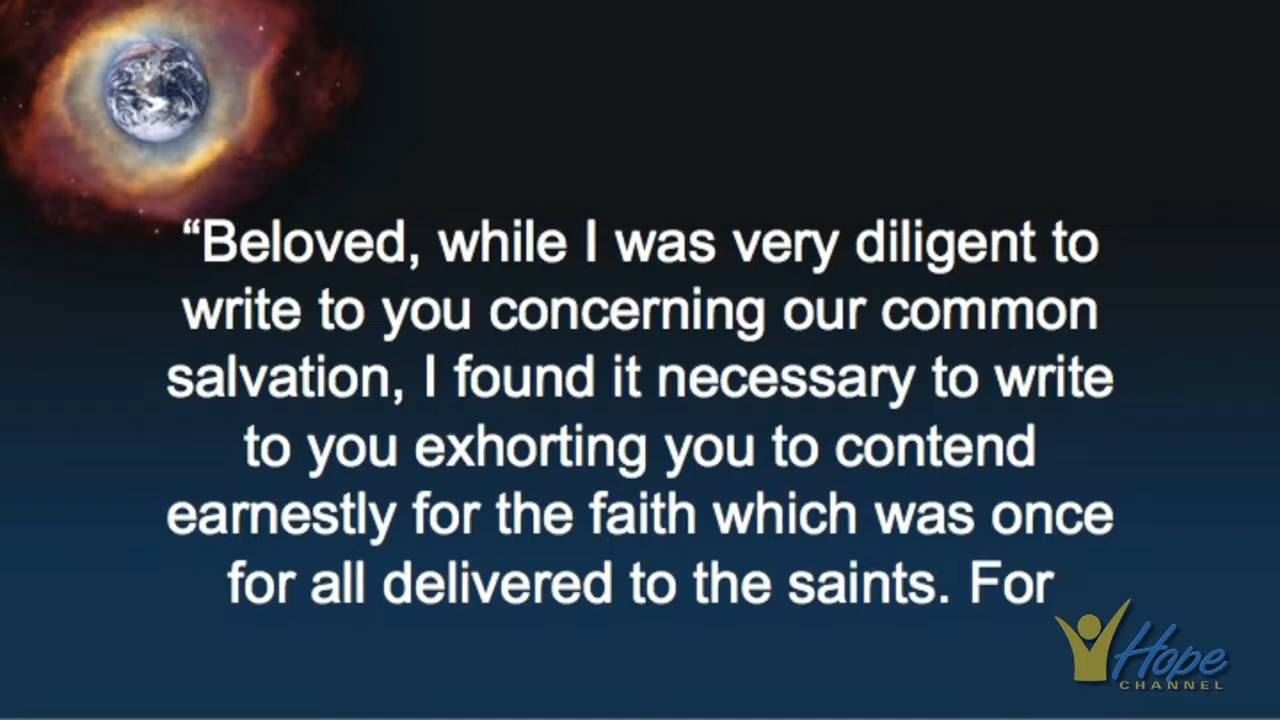 “Beloved, while I was very diligent to
write to you concerning our common
salvation, I found it necessary to write
to you exhorting you to contend
earnestly for the faith which was once
for all delivered to the saints. For
Hope
CHANNEL